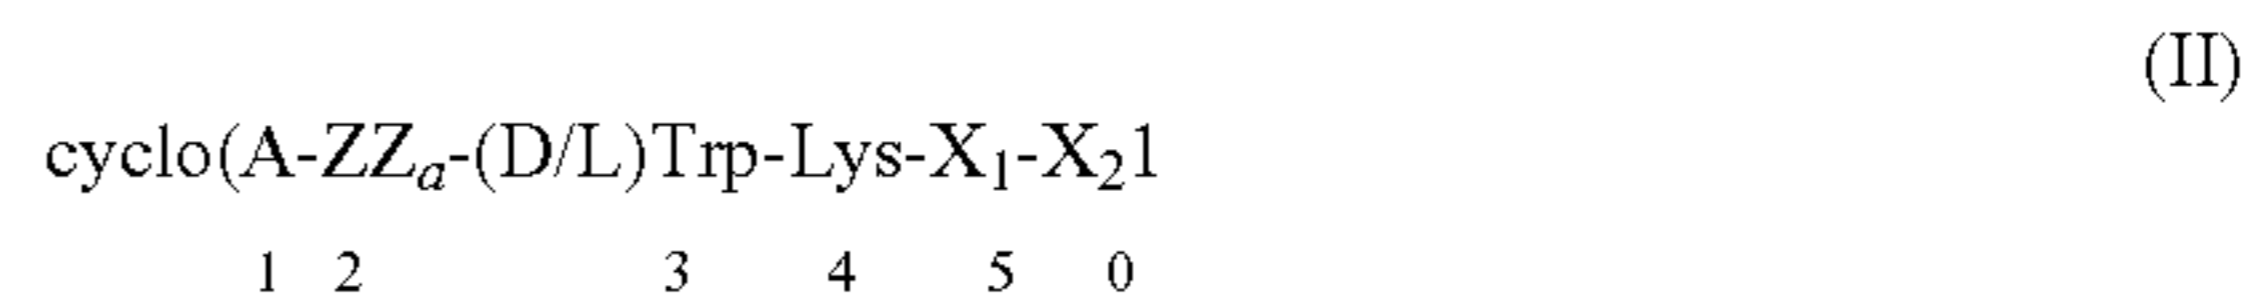 (II)
cyclo(A-ZZₐ-(D/L)Trp-Lys-X₁-X₂1
1 2 3 4 5 0